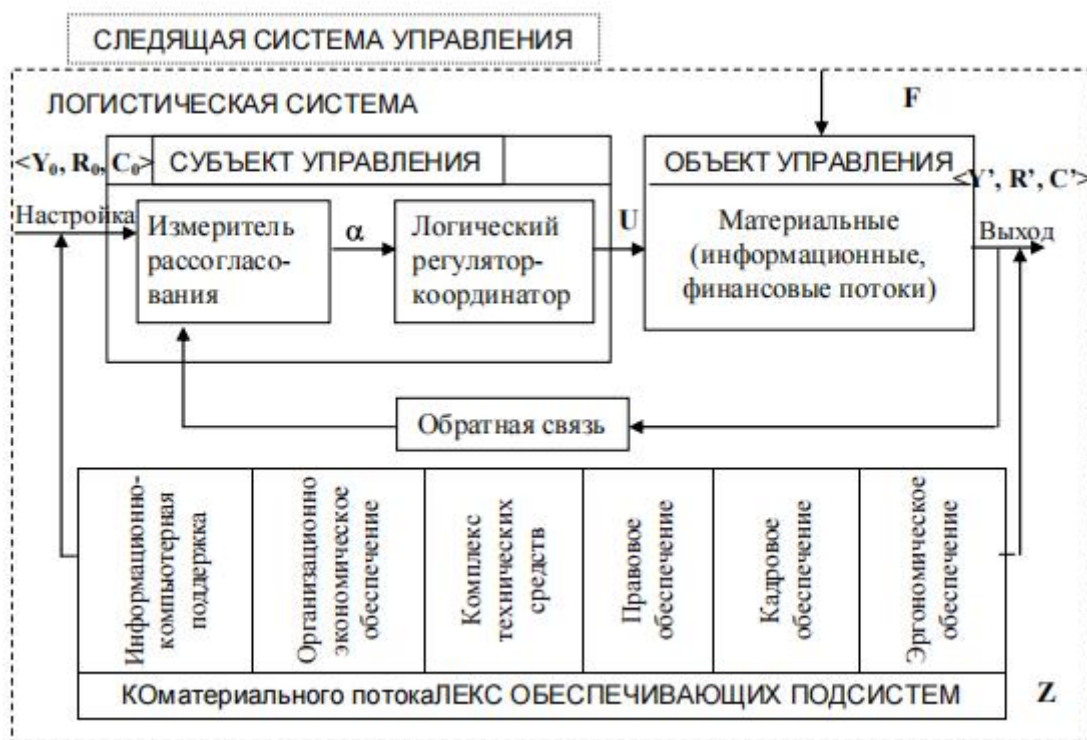 СЛЕДЯЩАЯ СИСТЕМА УПРАВЛЕНИЯ
ЛОГИСТИЧЕСКАЯ СИСТЕМА
F
<Y₀, R₀, C₀>
СУБЪЕКТ УПРАВЛЕНИЯ
ОБЪЕКТ УПРАВЛЕНИЯ
<Y’, R’, C’>
Настройка
Измеритель
рассогласо-
вания
α
Логический
регулятор-
координатор
U
Материальные
(информационные,
финансовые потоки)
Выход
Обратная связь
Информационно-
компьютерная
поддержка
Организационно
экономическое
обеспечение
Комплекс
технических
средств
Правовое
обеспечение
Кадровое
обеспечение
Эргономическое
обеспечение
КОматериального потокаЛЕКС ОБЕСПЕЧИВАЮЩИХ ПОДСИСТЕМ
Z